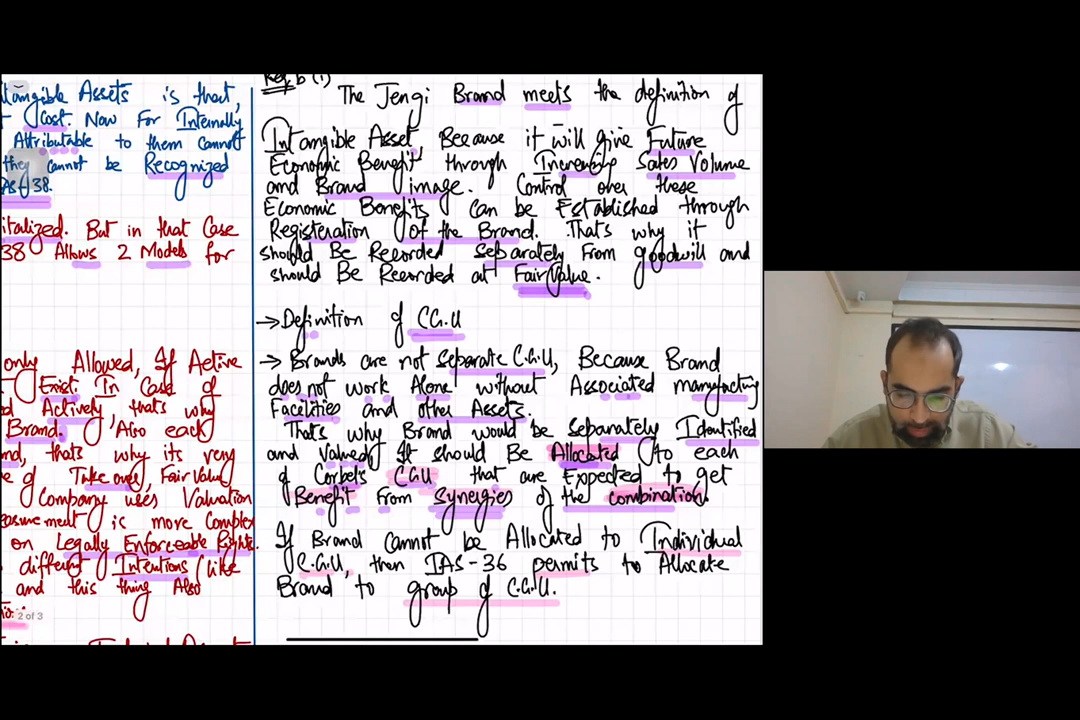 Intangible Assets is that,
Cost. Now For Internally
Attributable to them cannot
they cannot be Recognized
AS-38.
italized. But in that Case
38 Allows 2 Models for
only Allowed, If Active
Exist. In Case of
Actively, that's why
Brand. Also each
nd, that's why its very
e of Take over, Fair Value
Company uses Valuation
easurement is more Complex
on Legally Enforceable Rights.
different Intentions (like
and this thing Also
2 of 3
Req b (i)
The Jengi Brand meets the definition of
Intangible Asset, Because it will give Future
Economic Benefit through Increasing Sales Volume
and Brand image. Control over these
Economic Benefits can be Established through
Registeration of the Brand. That's why it
should Be Recorded separately From goodwill and
should Be Recorded at Fair Value.
→ Definition of C.G.U
→ Brands are not Separate C.G.U, Because Brand
does not work Alone without Associated manufacting
Facilities and other Assets.
That's why Brand would be separately Identified
and Valued. It should Be Allocated to each
of Corbel's CGU that are Expected to get
Benefit From Synergies of the combination.
If Brand cannot be Allocated to Individual
C.G.U, then IAS-36 permits to Allocate
Brand to group of C.G.U.